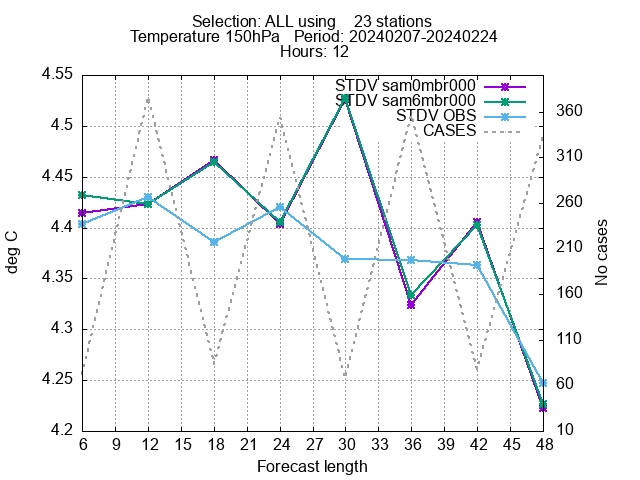 Selection: ALL using    23 stations
Temperature 150hPa   Period: 20240207-20240224
Hours: 12
STDV sam0mbr000
STDV sam6mbr000
STDV OBS
CASES
4.55
4.5
4.45
4.4
4.35
4.3
4.25
4.2
deg C
360
310
260
210
160
110
60
10
No cases
6 9 12 15 18 21 24 27 30 33 36 39 42 45 48
Forecast length